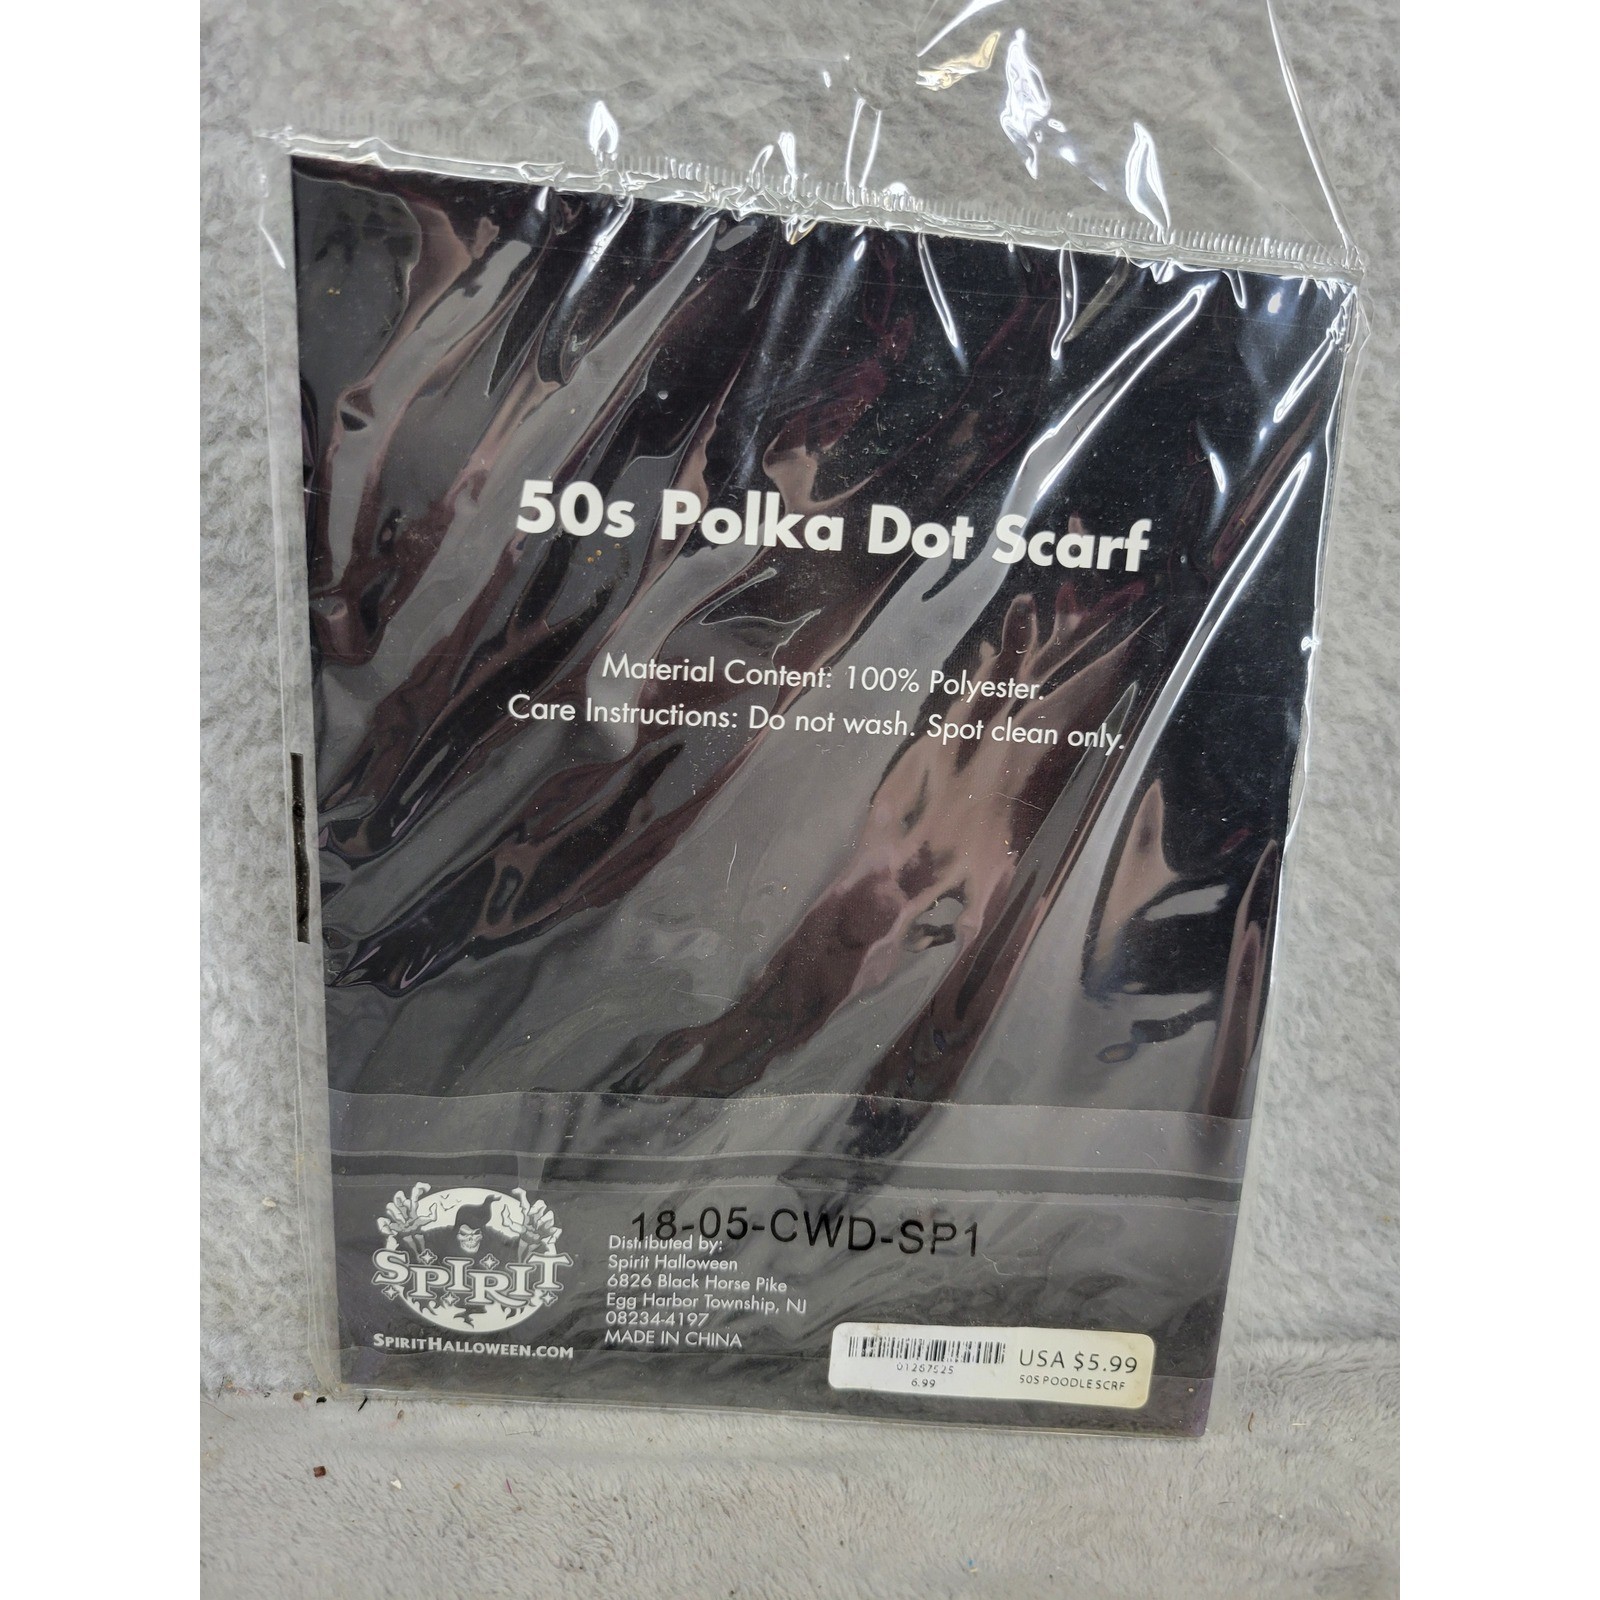 50s Polka Dot Scarf
Material Content: 100% Polyester.
Care Instructions: Do not wash. Spot clean only.
18-05-CWD-SP1
Distributed by:
Spirit Halloween
6826 Black Horse Pike
Egg Harbor Township, NJ
08234-4197
MADE IN CHINA
SPIRIT
SPIRITHALLOWEEN.COM
USA $5.99
01267525
50S POODLE SCRF
6.99